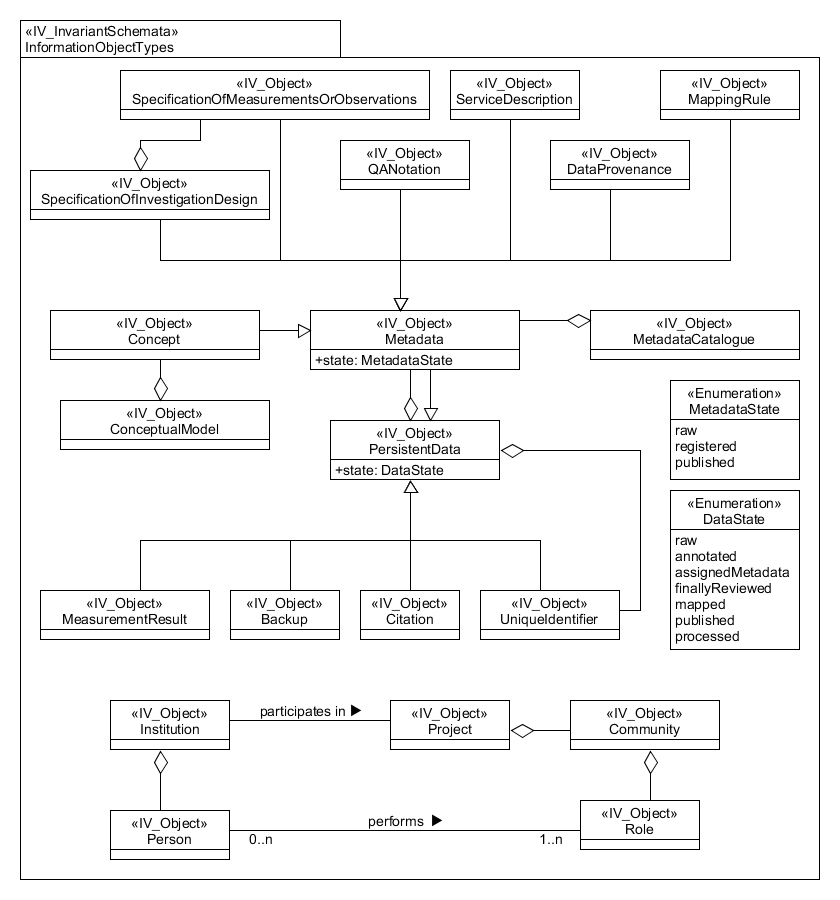 «IV_InvariantSchemata»
InformationObjectTypes
«IV_Object»
SpecificationOfMeasurementsOrObservations
«IV_Object»
ServiceDescription
«IV_Object»
MappingRule
«IV_Object»
QANotation
«IV_Object»
DataProvenance
«IV_Object»
SpecificationOfInvestigationDesign
«IV_Object»
Concept
«IV_Object»
Metadata
+state: MetadataState
«IV_Object»
MetadataCatalogue
«IV_Object»
ConceptualModel
«IV_Object»
PersistentData
+state: DataState
«Enumeration»
MetadataState
raw
registered
published
«Enumeration»
DataState
raw
annotated
assignedMetadata
finallyReviewed
mapped
published
processed
«IV_Object»
MeasurementResult
«IV_Object»
Backup
«IV_Object»
Citation
«IV_Object»
UniqueIdentifier
«IV_Object»
Institution
participates in ▶
«IV_Object»
Project
«IV_Object»
Community
«IV_Object»
Person
performs ▶
0..n
1..n
«IV_Object»
Role